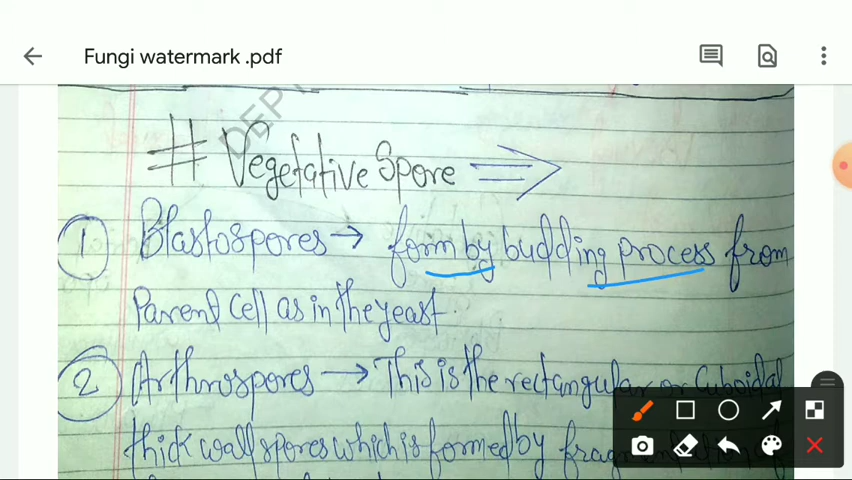 Fungi watermark .pdf
DEPT
# Vegetative Spore ⇒
① Blastospores → form by budding process from
Parent cell as in the yeast.
② Arthrospores → This is the rectangular or Cuboidal
thick wall spores which is formed by